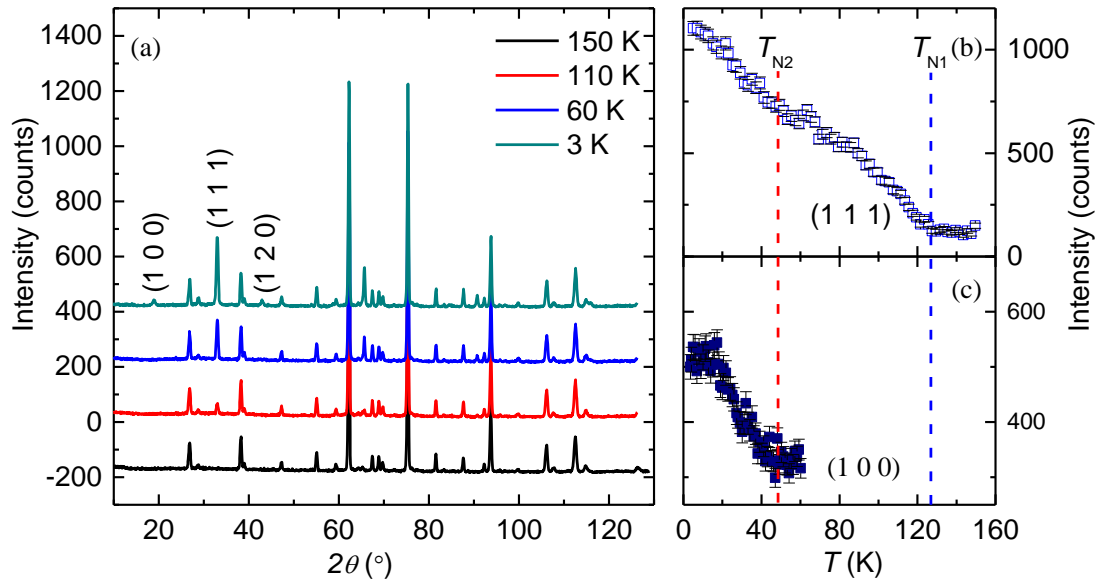 (a)
150 K
110 K
60 K
3 K
(1 0 0)
(1 1 1)
(1 2 0)
1400
1200
1000
800
600
400
200
0
-200
Intensity (counts)
20 40 60 80 100 120
2θ (°)
(b)
T_N2
T_N1
(1 1 1)
1000
500
0
Intensity (counts)
(c)
(1 0 0)
600
400
0 40 80 120 160
T (K)